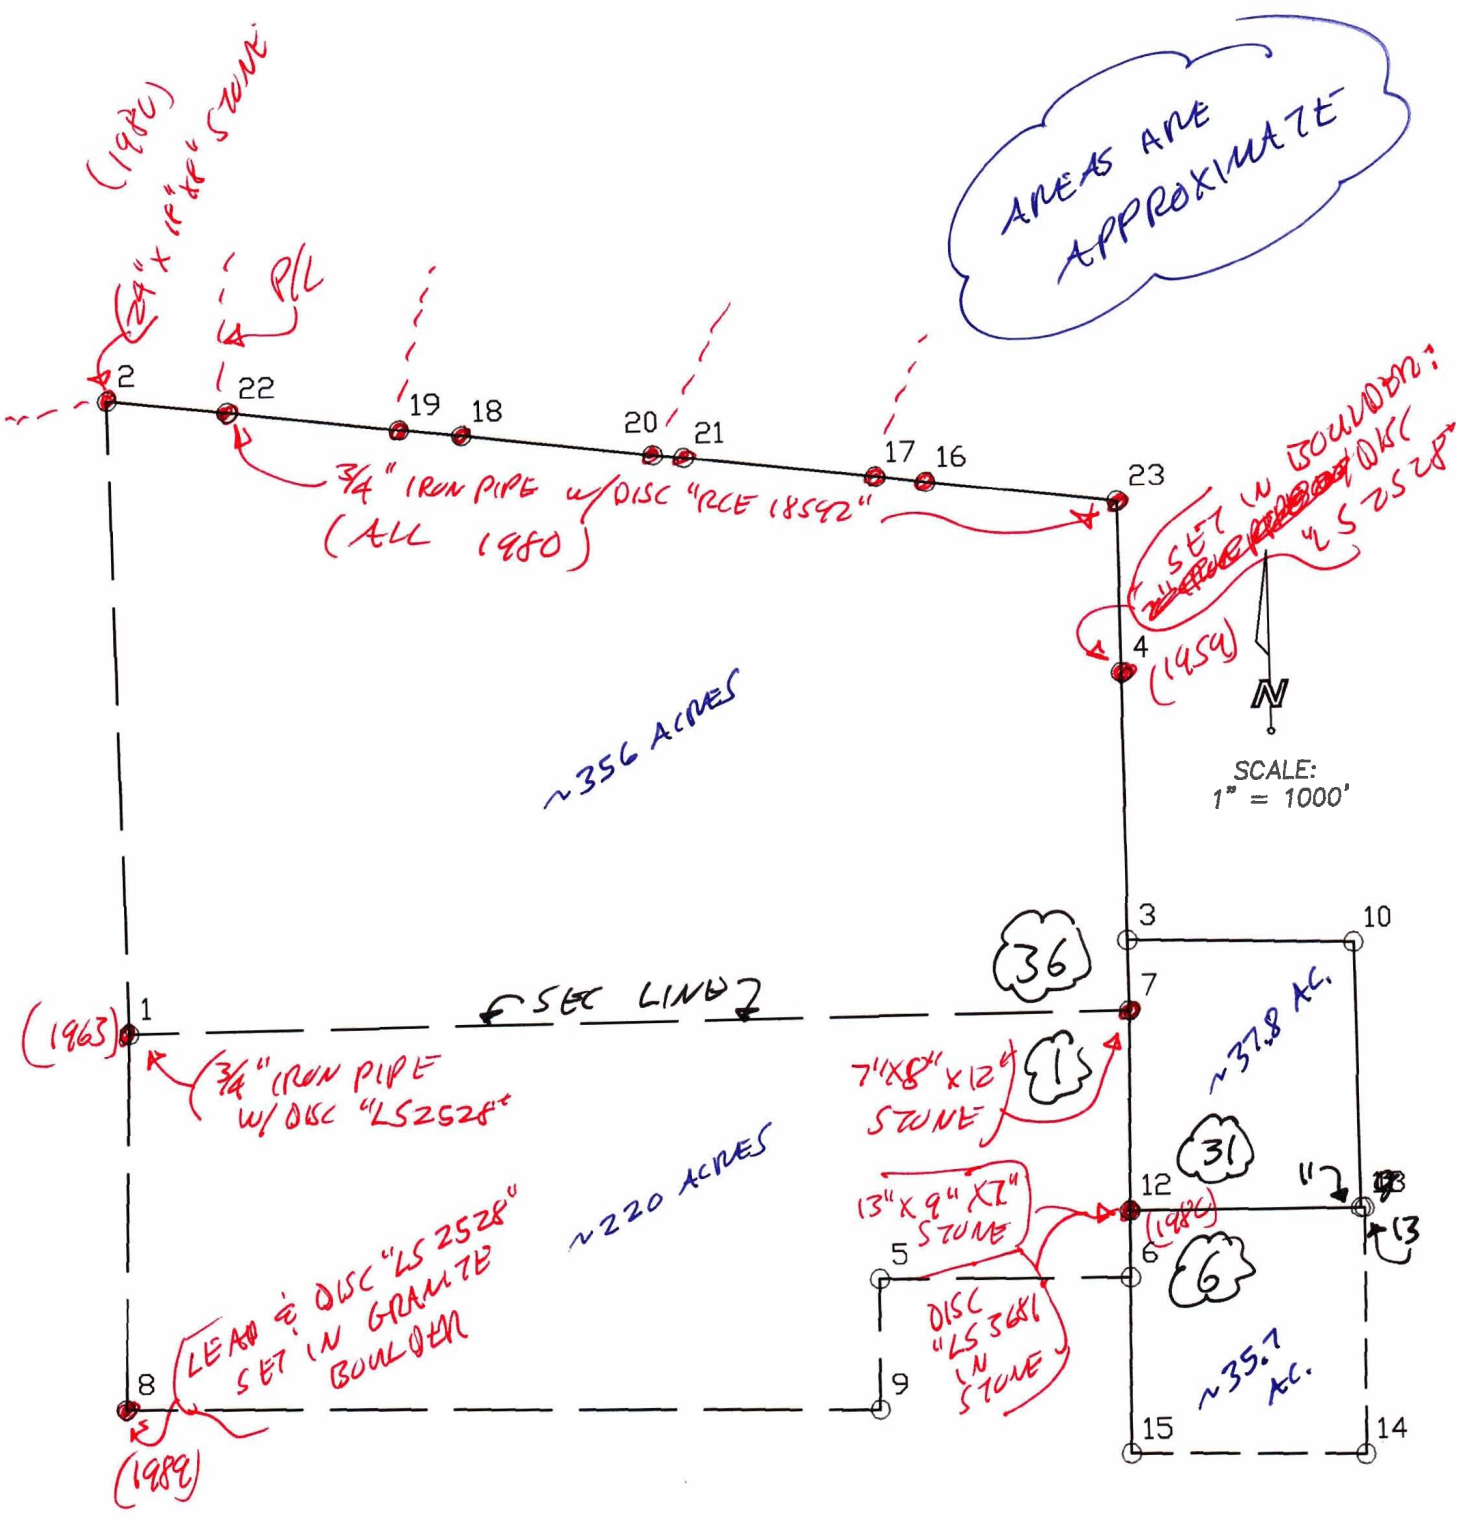 (1980)
24" x 18" x 8" STONE
AREAS ARE
APPROXIMATE
P/L
2
22
19
18
20
21
17
16
23
3/4" IRON PIPE w/DISC "RCE 18592"
(ALL 1980)
SET IN BOULDER:
DISC
"LS 2528"
4
(1959)
N
SCALE:
1" = 1000'
~356 ACRES
3
10
36
7
1
SEC LINE
(1963)
3/4" IRON PIPE
W/ DISC "LS2528"
7"X8"X12"
STONE
1
~37.8 AC.
31
11
12
(1980)
13
13"X9"X7"
STONE
~220 ACRES
5
6
6
DISC
"LS 3681
IN
STONE
LEAD & DISC "LS 2528"
SET IN GRANITE
BOULDER
~35.7
AC.
8
9
15
14
(1989)